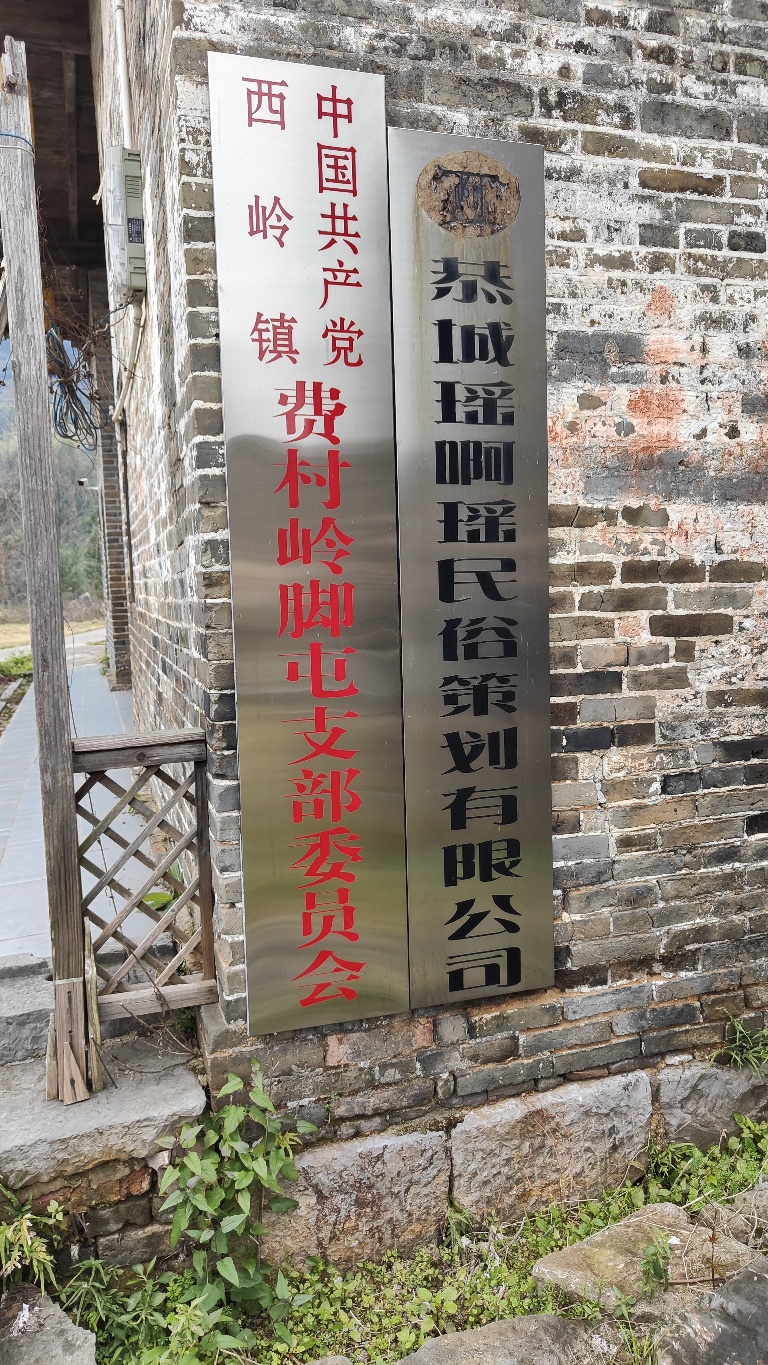 中国共产党
西岭镇
费村岭脚屯支部委员会
恭城瑶啊瑶民俗策划有限公司